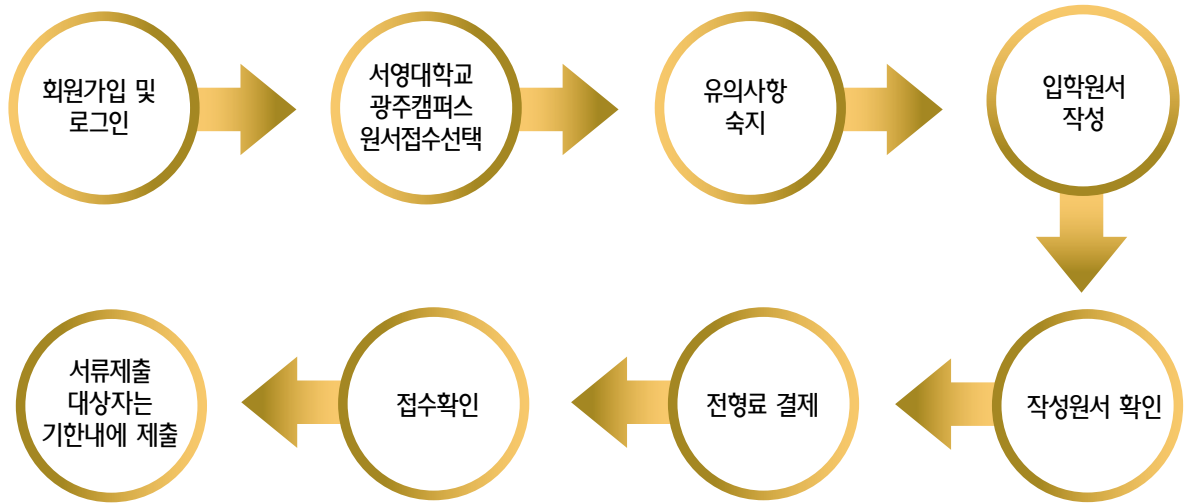 회원가입 및
로그인
서영대학교
광주캠퍼스
원서접수선택
유의사항
숙지
입학원서
작성
작성원서 확인
전형료 결제
접수확인
서류제출
대상자는
기한내에 제출